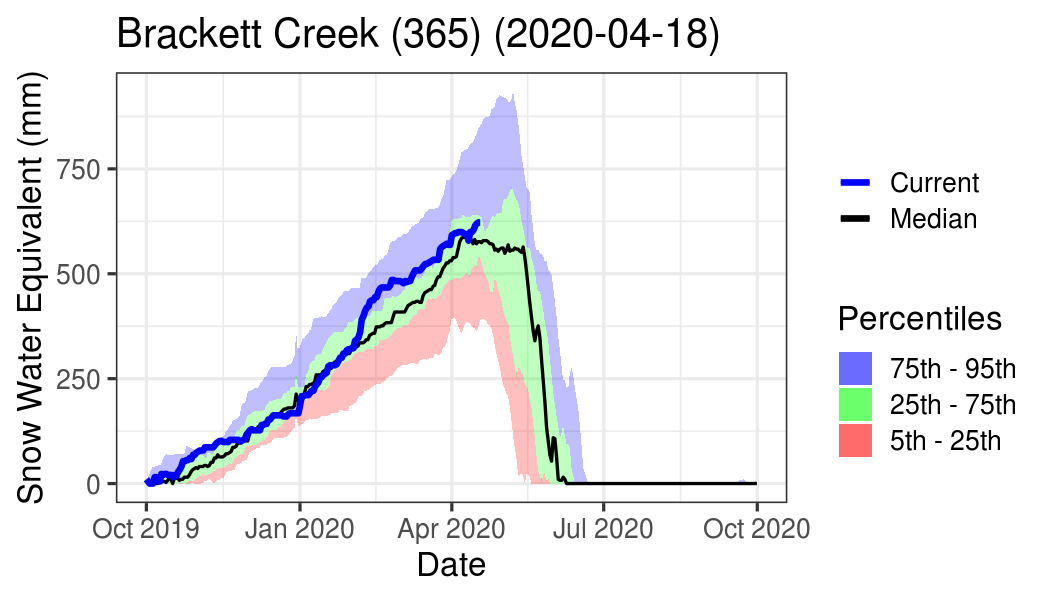 Brackett Creek (365) (2020-04-18)
Snow Water Equivalent (mm)
750
500
250
0
Oct 2019
Jan 2020
Apr 2020
Jul 2020
Oct 2020
Date
Current
Median
Percentiles
75th - 95th
25th - 75th
5th - 25th